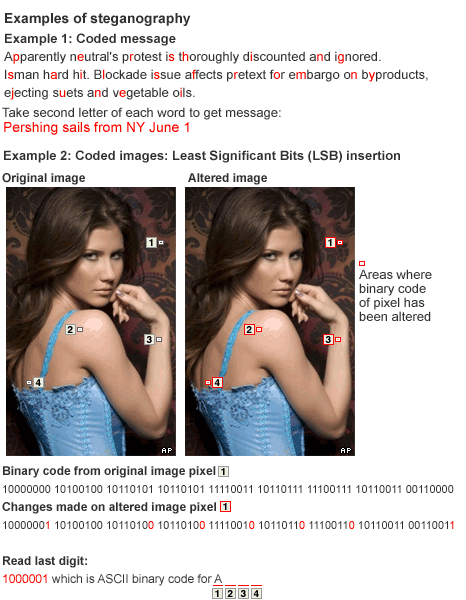 Examples of steganography
Example 1: Coded message
Apparently neutral's protest is thoroughly discounted and ignored.
Isman hard hit. Blockade issue affects pretext for embargo on byproducts,
ejecting suets and vegetable oils.
Take second letter of each word to get message:
Pershing sails from NY June 1
Example 2: Coded images: Least Significant Bits (LSB) insertion
Original image
Altered image
1
2
3
4
AP
1
2
3
4
AP
Areas where
binary code
of pixel has
been altered
Binary code from original image pixel 1
10000000 10100100 10110101 10110101 11110011 10110111 11100111 10110011 00110000
Changes made on altered image pixel 1
10000001 10100100 10110100 10110100 11110010 10110110 11100110 10110011 00110011
Read last digit:
1000001 which is ASCII binary code for A _ _ _
1 2 3 4